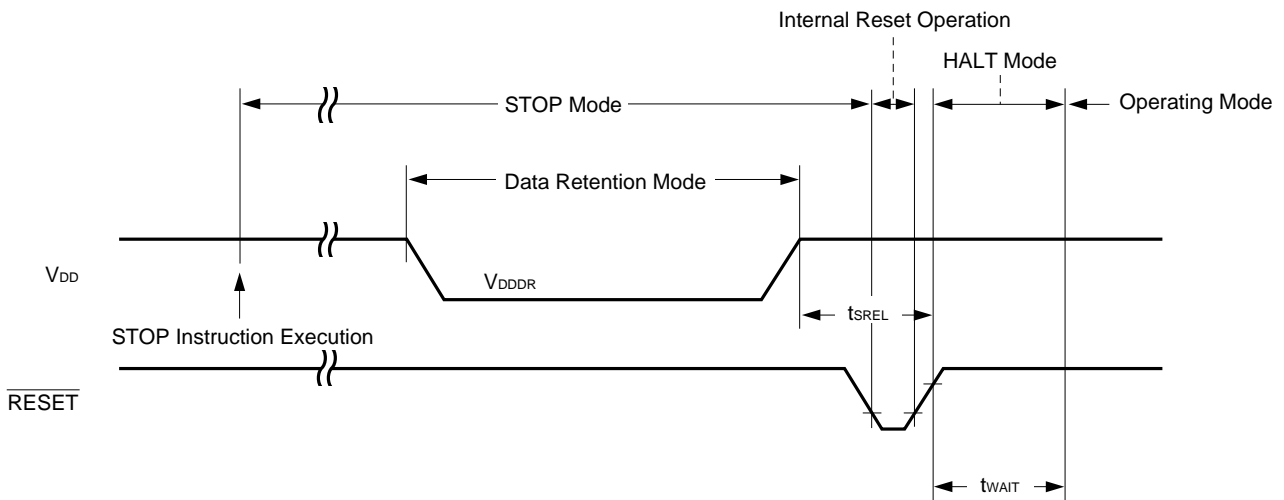 Internal Reset Operation
HALT Mode
STOP Mode
Operating Mode
Data Retention Mode
VDD
VDDDR
tSREL
STOP Instruction Execution
RESET
tWAIT